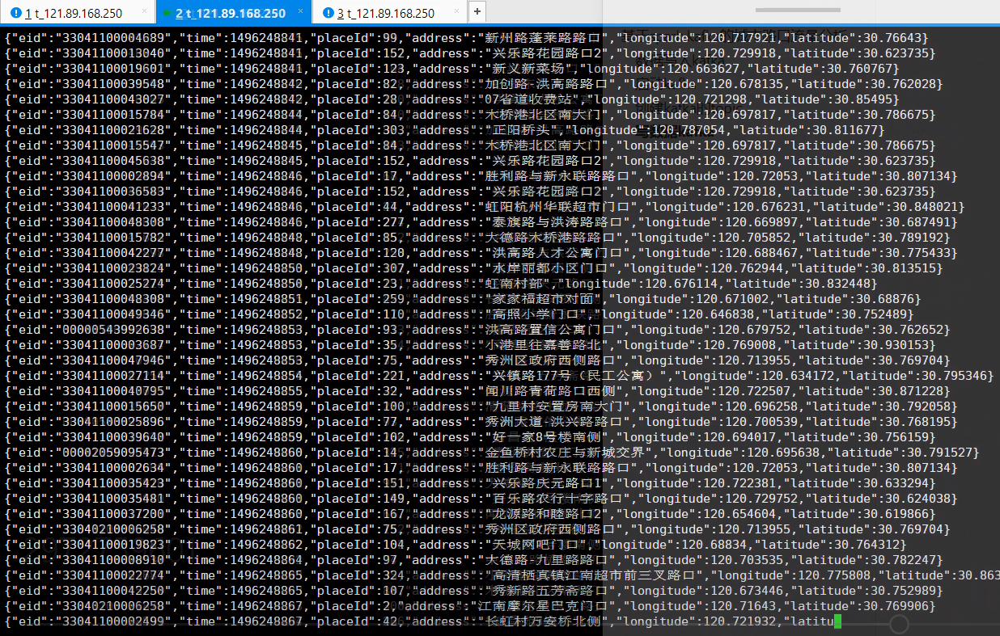 1 t_121.89.168.250 × 2 t_121.89.168.250 × 3 t_121.89.168.250 × +
{"eid":"33041100004689","time":1496248841,"placeId":99,"address":"新州路蓬莱路路口","longitude":120.717921,"latitude":30.76643}
{"eid":"33041100013040","time":1496248841,"placeId":152,"address":"兴乐路花园路口2","longitude":120.729918,"latitude":30.623735}
{"eid":"33041100019601","time":1496248841,"placeId":123,"address":"新义新菜场","longitude":120.663627,"latitude":30.760767}
{"eid":"33041100039548","time":1496248842,"placeId":82,"address":"加创路-洪高路路口","longitude":120.678135,"latitude":30.762028}
{"eid":"33041100043027","time":1496248842,"placeId":28,"address":"07省道收费站","longitude":120.721298,"latitude":30.85495}
{"eid":"33041100015784","time":1496248844,"placeId":84,"address":"木桥港北区南大门","longitude":120.697817,"latitude":30.786675}
{"eid":"33041100021628","time":1496248844,"placeId":303,"address":"正阳桥头","longitude":120.787054,"latitude":30.811677}
{"eid":"33041100015547","time":1496248845,"placeId":84,"address":"木桥港北区南大门","longitude":120.697817,"latitude":30.786675}
{"eid":"33041100045638","time":1496248845,"placeId":152,"address":"兴乐路花园路口2","longitude":120.729918,"latitude":30.623735}
{"eid":"33041100002894","time":1496248846,"placeId":17,"address":"胜利路与新永联路路口","longitude":120.72053,"latitude":30.807134}
{"eid":"33041100036583","time":1496248846,"placeId":152,"address":"兴乐路花园路口2","longitude":120.729918,"latitude":30.623735}
{"eid":"33041100041233","time":1496248846,"placeId":44,"address":"虹阳杭州华联超市门口","longitude":120.676231,"latitude":30.848021}
{"eid":"33041100048308","time":1496248846,"placeId":277,"address":"泰旗路与洪涛路路口","longitude":120.669897,"latitude":30.687491}
{"eid":"33041100015782","time":1496248848,"placeId":85,"address":"大德路木桥港路路口","longitude":120.705852,"latitude":30.789192}
{"eid":"33041100042277","time":1496248848,"placeId":120,"address":"洪高路人才公寓门口","longitude":120.688467,"latitude":30.775433}
{"eid":"33041100023824","time":1496248850,"placeId":307,"address":"水岸丽都小区门口","longitude":120.762944,"latitude":30.813515}
{"eid":"33041100025274","time":1496248850,"placeId":23,"address":"虹南村部","longitude":120.676114,"latitude":30.832448}
{"eid":"33041100048308","time":1496248851,"placeId":259,"address":"家家福超市对面","longitude":120.671002,"latitude":30.68876}
{"eid":"33041100049346","time":1496248852,"placeId":110,"address":"高照小学门口","longitude":120.646838,"latitude":30.752489}
{"eid":"00000543992638","time":1496248853,"placeId":93,"address":"洪高路置信公寓门口","longitude":120.679752,"latitude":30.762652}
{"eid":"33041100003687","time":1496248853,"placeId":35,"address":"小港里往嘉善路北","longitude":120.769008,"latitude":30.930153}
{"eid":"33041100047946","time":1496248853,"placeId":75,"address":"秀洲区政府西侧路口","longitude":120.713955,"latitude":30.769704}
{"eid":"33041100027114","time":1496248854,"placeId":221,"address":"兴镇路177号（民工公寓）","longitude":120.634172,"latitude":30.795346}
{"eid":"33041100040795","time":1496248855,"placeId":32,"address":"闻川路青荷路口西侧","longitude":120.722507,"latitude":30.871228}
{"eid":"33041100015650","time":1496248859,"placeId":100,"address":"九里村安置房南大门","longitude":120.696258,"latitude":30.792058}
{"eid":"33041100025896","time":1496248859,"placeId":77,"address":"秀洲大道-洪兴路路口","longitude":120.700539,"latitude":30.768195}
{"eid":"33041100039640","time":1496248859,"placeId":102,"address":"好一家8号楼南侧","longitude":120.694017,"latitude":30.756159}
{"eid":"00002059095473","time":1496248860,"placeId":14,"address":"金鱼桥村农庄与新城交界","longitude":120.695638,"latitude":30.791527}
{"eid":"33041100002634","time":1496248860,"placeId":17,"address":"胜利路与新永联路路口","longitude":120.72053,"latitude":30.807134}
{"eid":"33041100035423","time":1496248860,"placeId":151,"address":"兴乐路庆元路口1","longitude":120.722381,"latitude":30.633294}
{"eid":"33041100035481","time":1496248860,"placeId":149,"address":"百乐路农行十字路口","longitude":120.729752,"latitude":30.624038}
{"eid":"33041100037200","time":1496248860,"placeId":167,"address":"龙源路和睦路口2","longitude":120.654604,"latitude":30.619866}
{"eid":"33040210006258","time":1496248861,"placeId":75,"address":"秀洲区政府西侧路口","longitude":120.713955,"latitude":30.769704}
{"eid":"33041100019823","time":1496248862,"placeId":104,"address":"天城网吧门口","longitude":120.68834,"latitude":30.764312}
{"eid":"33041100008910","time":1496248864,"placeId":97,"address":"大德路-九里路路口","longitude":120.703535,"latitude":30.782247}
{"eid":"33041100022774","time":1496248865,"placeId":324,"address":"高清栖真镇江南超市前三叉路口","longitude":120.775808,"latitude":30.863
{"eid":"33041100042250","time":1496248865,"placeId":107,"address":"秀新路五芳斋路口","longitude":120.673446,"latitude":30.752989}
{"eid":"33040210006258","time":1496248867,"placeId":2,"address":"江南摩尔星巴克门口","longitude":120.71643,"latitude":30.769906}
{"eid":"33041100002499","time":1496248867,"placeId":42,"address":"长虹村万安桥北侧","longitude":120.721932,"latitu